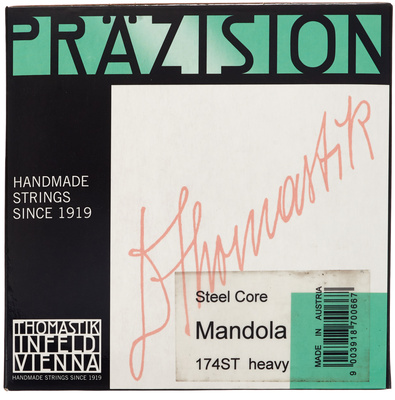 PRÄZISION
HANDMADE
STRINGS
SINCE 1919
Thomastik
Steel Core
Mandola
174ST heavy
MADE IN AUSTRIA
9 003918 700667
THOMASTIK
INFELD
VIENNA
HANDMADE STRINGS SINCE 1919